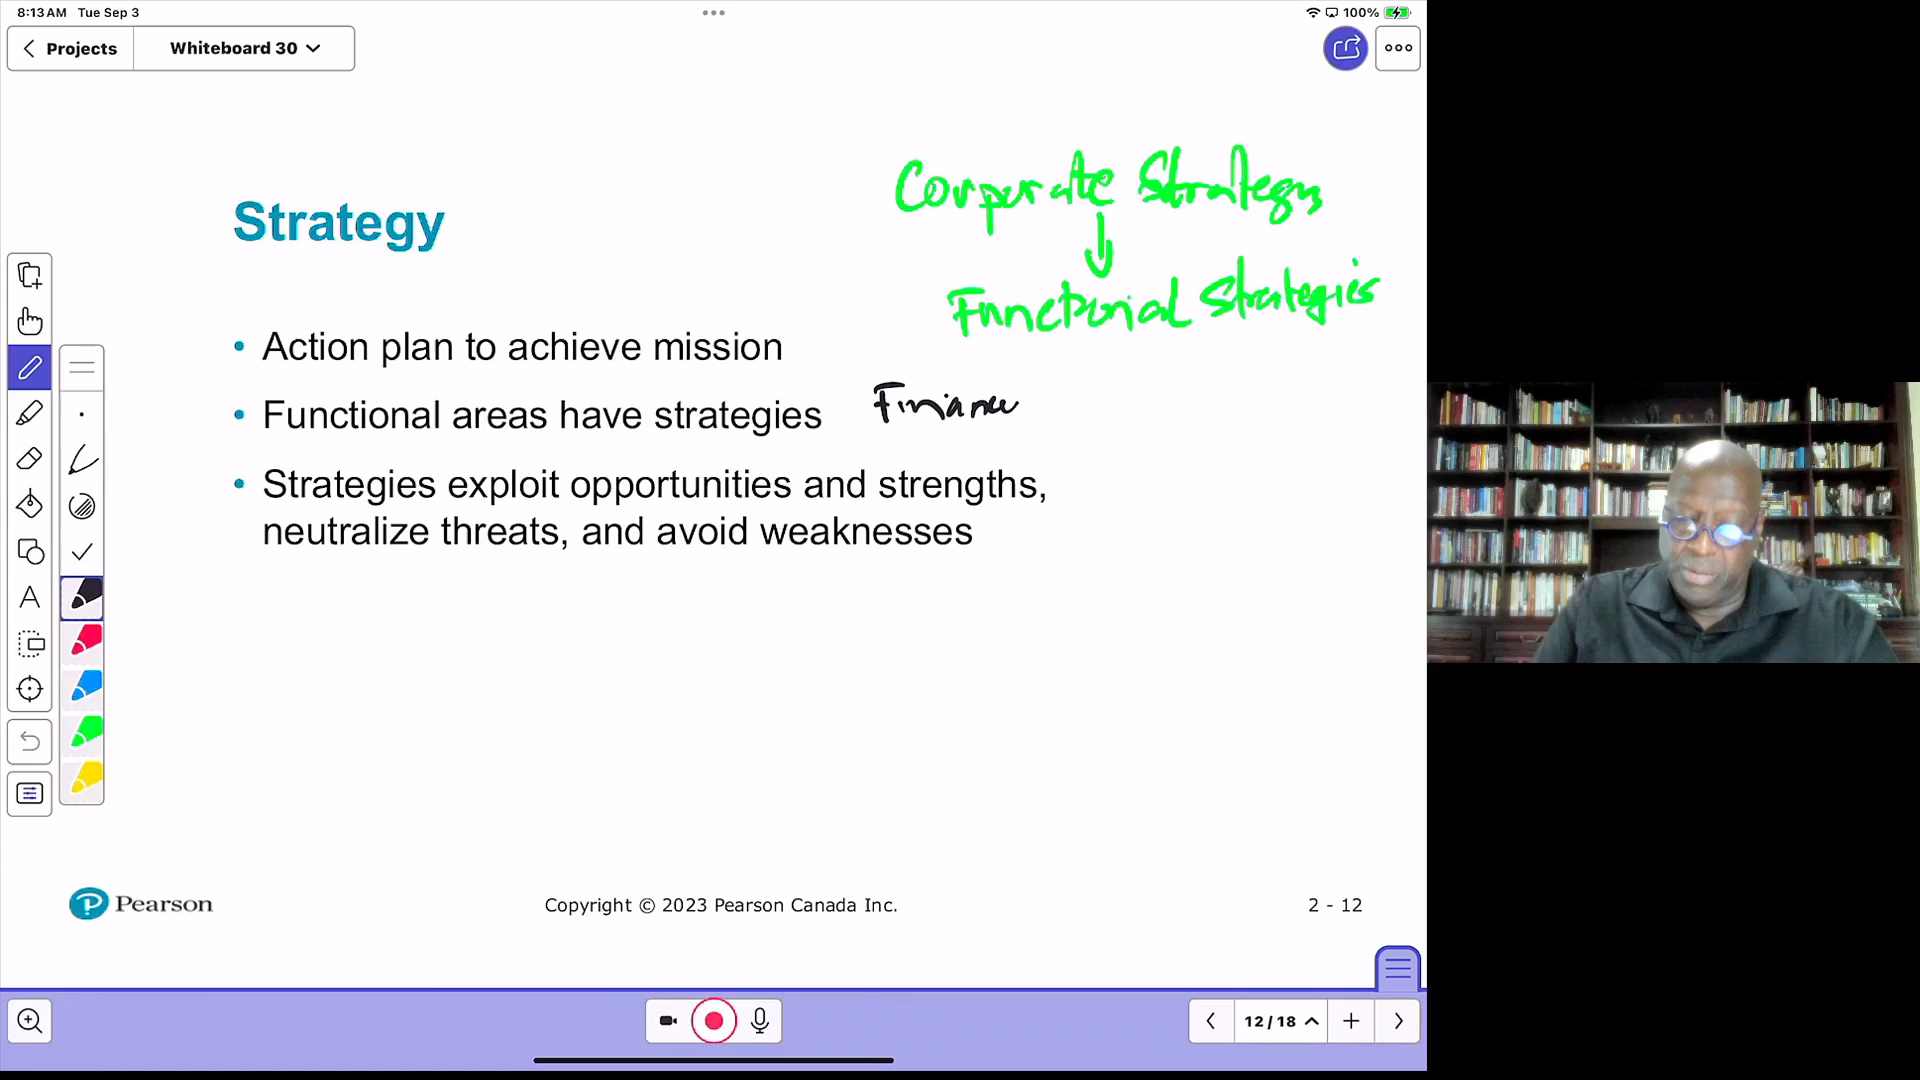 8:13 AM Tue Sep 3
100%
Projects
Whiteboard 30
Corporate Strategy
Strategy
Functional Strategies
• Action plan to achieve mission
• Functional areas have strategies
Finance
• Strategies exploit opportunities and strengths,
neutralize threats, and avoid weaknesses
A
P Pearson
Copyright © 2023 Pearson Canada Inc.
2 - 12
12/18